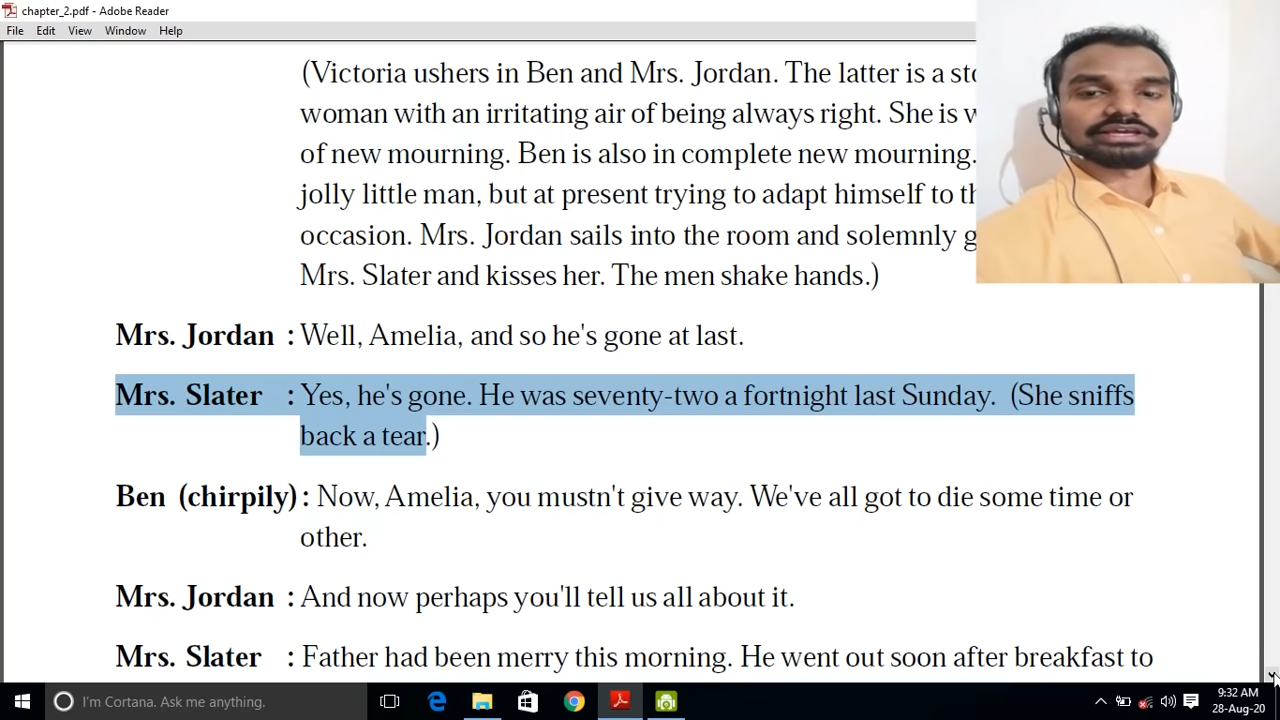 chapter_2.pdf - Adobe Reader
File Edit View Window Help
(Victoria ushers in Ben and Mrs. Jordan. The latter is a
woman with an irritating air of being always right. She is
of new mourning. Ben is also in complete new mourning.
jolly little man, but at present trying to adapt himself to
occasion. Mrs. Jordan sails into the room and solemnly
Mrs. Slater and kisses her. The men shake hands.)
Mrs. Jordan : Well, Amelia, and so he's gone at last.
Mrs. Slater : Yes, he's gone. He was seventy-two a fortnight last Sunday. (She sniffs
back a tear.)
Ben (chirpily) : Now, Amelia, you mustn't give way. We've all got to die some time or
other.
Mrs. Jordan : And now perhaps you'll tell us all about it.
Mrs. Slater : Father had been merry this morning. He went out soon after breakfast to
I'm Cortana. Ask me anything.
9:32 AM
28-Aug-20